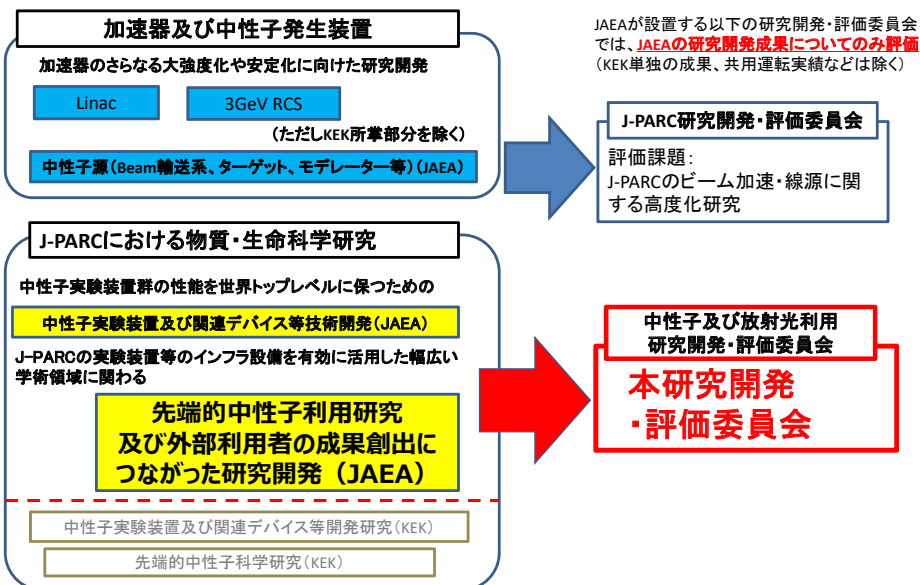 加速器及び中性子発生装置
加速器のさらなる大強度化や安定化に向けた研究開発
Linac
3GeV RCS
(ただしKEK所掌部分を除く)
中性子源(Beam輸送系、ターゲット、モデレーター等)(JAEA)
JAEAが設置する以下の研究開発・評価委員会
では、JAEAの研究開発成果についてのみ評価
(KEK単独の成果、共用運転実績などは除く)
J-PARC研究開発・評価委員会
評価課題:
J-PARCのビーム加速・線源に関
する高度化研究
J-PARCにおける物質・生命科学研究
中性子実験装置群の性能を世界トップレベルに保つための
中性子実験装置及び関連デバイス等技術開発(JAEA)
J-PARCの実験装置等のインフラ設備を有効に活用した幅広い
学術領域に関わる
先端的中性子利用研究
及び外部利用者の成果創出に
つながった研究開発(JAEA)
中性子実験装置及び関連デバイス等開発研究(KEK)
先端的中性子科学研究(KEK)
中性子及び放射光利用
研究開発・評価委員会
本研究開発
・評価委員会